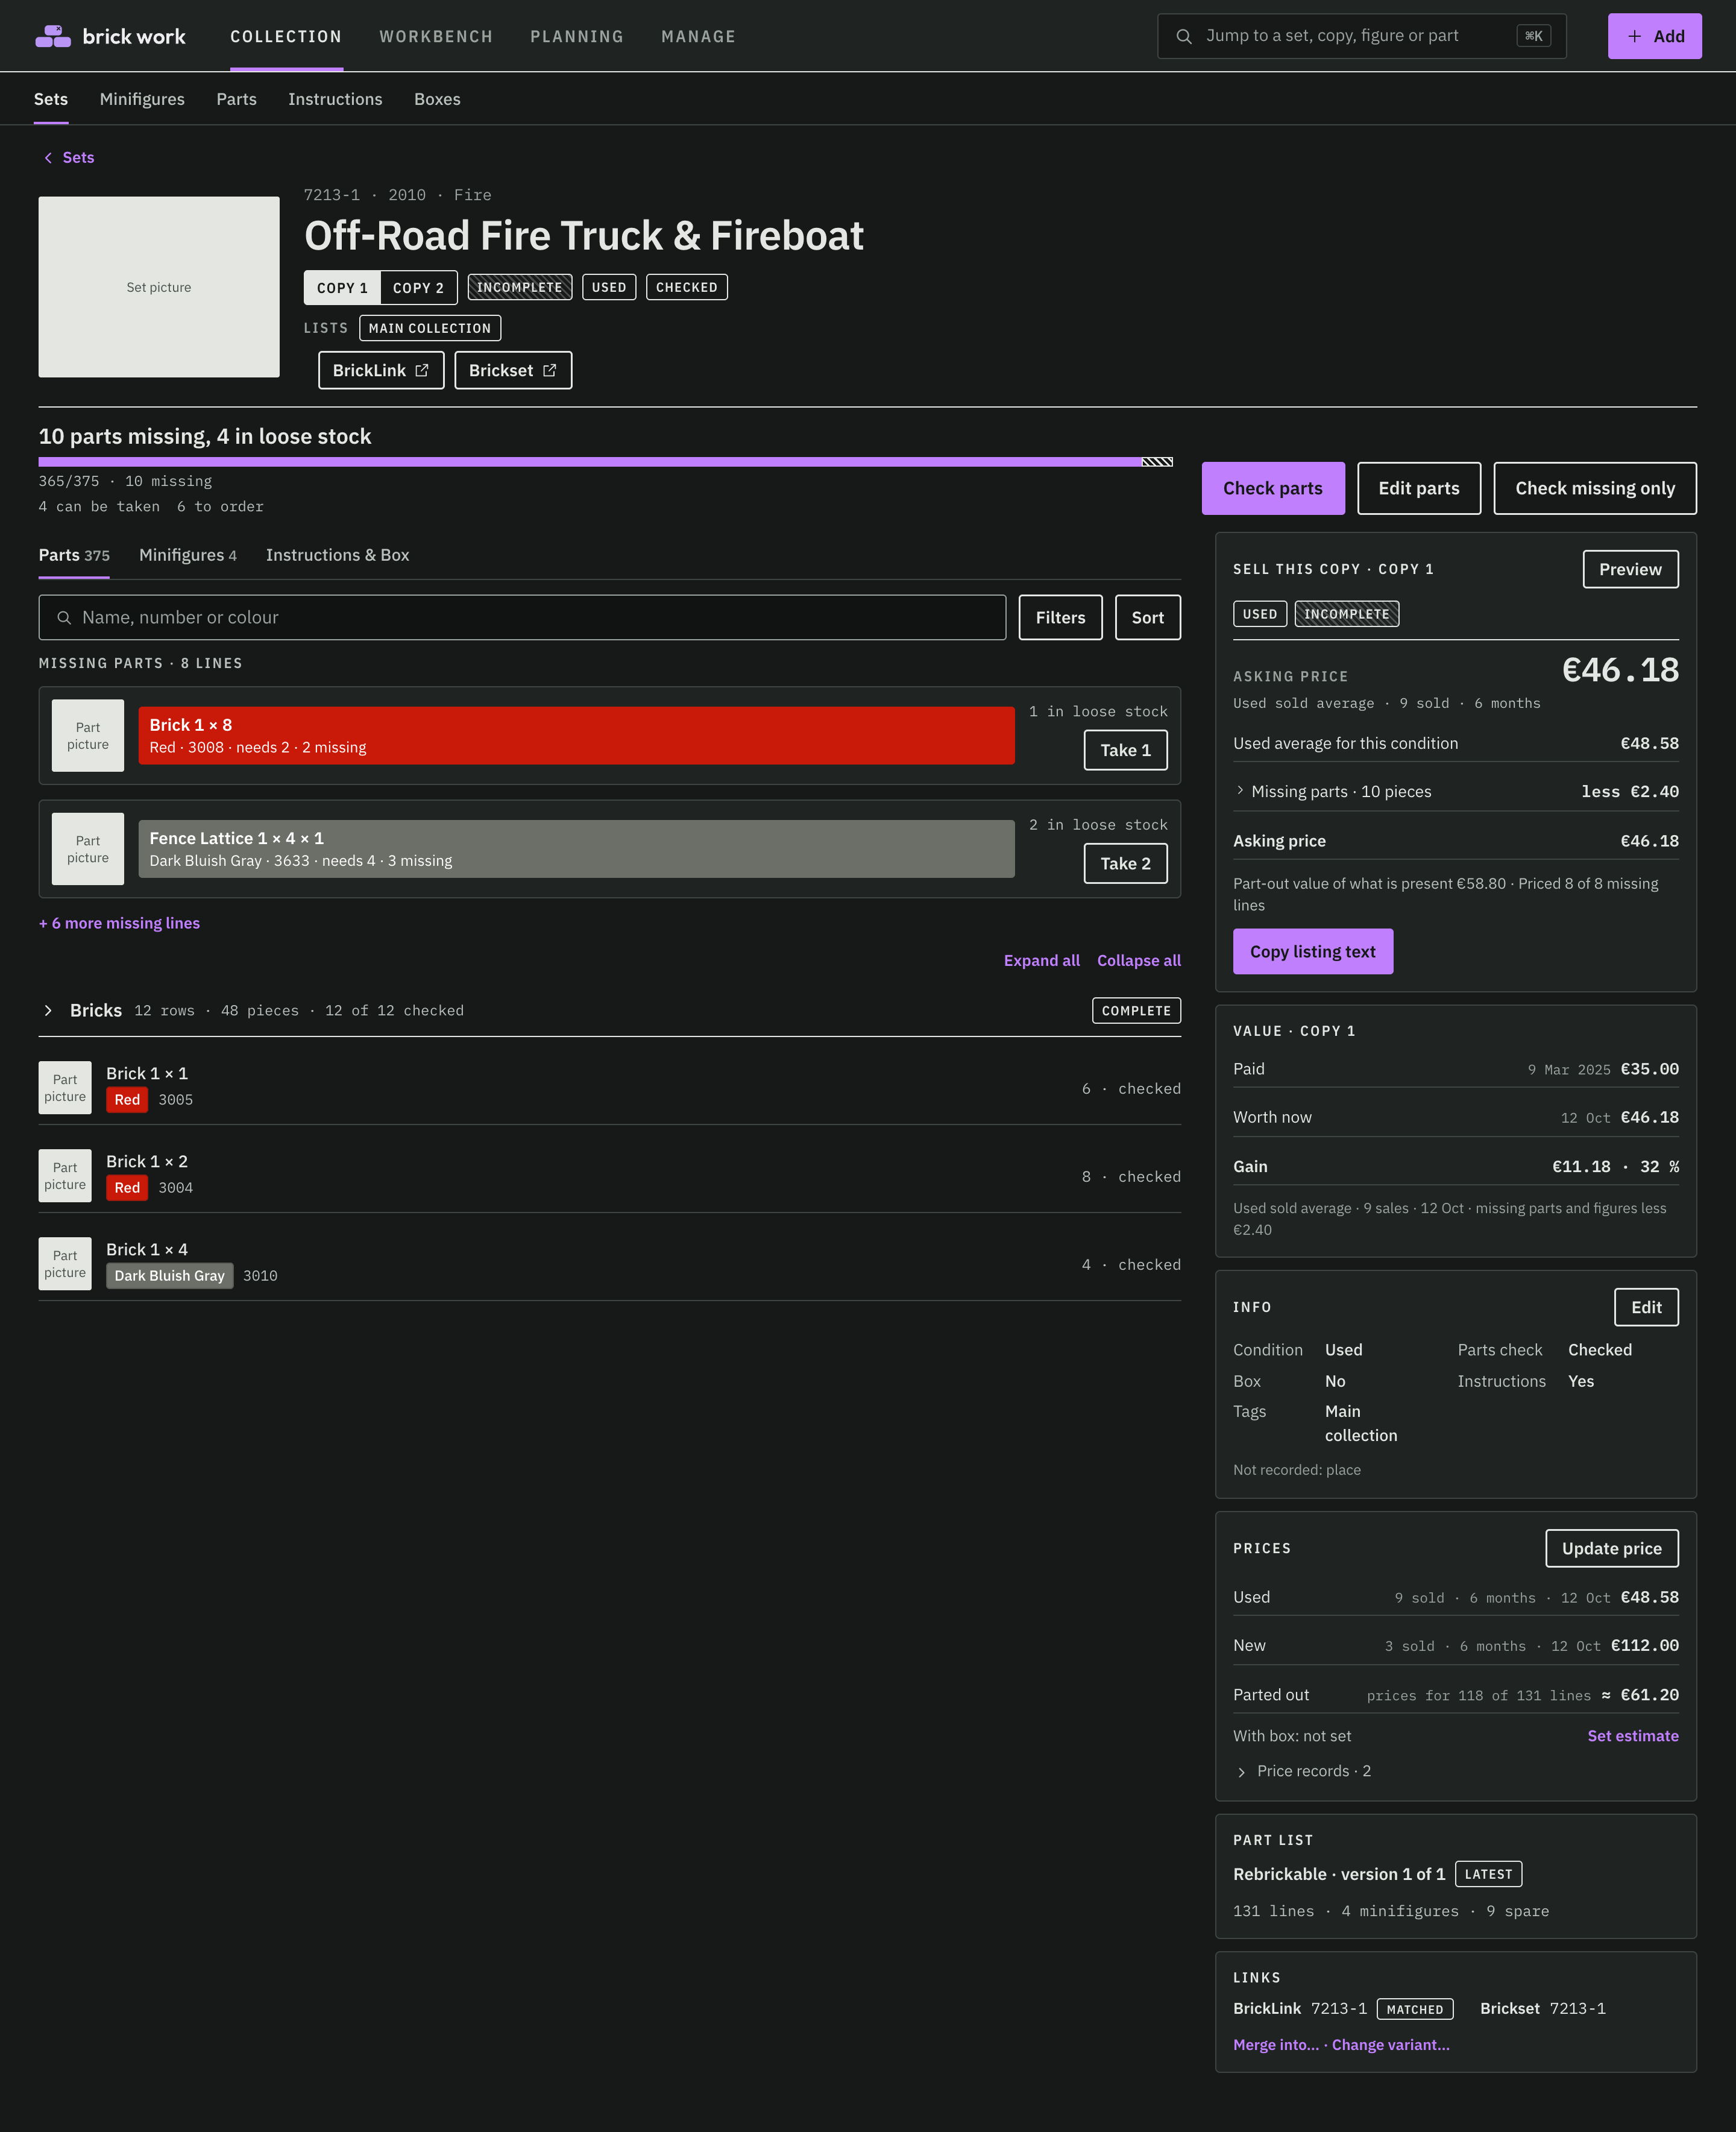 brick work
COLLECTION WORKBENCH PLANNING MANAGE
Jump to a set, copy, figure or part ⌘K
+ Add
Sets Minifigures Parts Instructions Boxes
Sets
Set picture
7213-1 · 2010 · Fire
Off-Road Fire Truck & Fireboat
COPY 1 COPY 2 INCOMPLETE USED CHECKED
LISTS MAIN COLLECTION
BrickLink Brickset
10 parts missing, 4 in loose stock
365/375 · 10 missing
4 can be taken 6 to order
Check parts Edit parts Check missing only
Parts 375 Minifigures 4 Instructions & Box
Name, number or colour Filters Sort
MISSING PARTS · 8 LINES
Part
picture
Brick 1 × 8
Red · 3008 · needs 2 · 2 missing
1 in loose stock
Take 1
Part
picture
Fence Lattice 1 × 4 × 1
Dark Bluish Gray · 3633 · needs 4 · 3 missing
2 in loose stock
Take 2
+ 6 more missing lines
Expand all Collapse all
Bricks 12 rows · 48 pieces · 12 of 12 checked COMPLETE
Part
picture
Brick 1 × 1
Red 3005
6 · checked
Part
picture
Brick 1 × 2
Red 3004
8 · checked
Part
picture
Brick 1 × 4
Dark Bluish Gray 3010
4 · checked
SELL THIS COPY · COPY 1 Preview
USED INCOMPLETE
ASKING PRICE €46.18
Used sold average · 9 sold · 6 months
Used average for this condition €48.58
Missing parts · 10 pieces less €2.40
Asking price €46.18
Part-out value of what is present €58.80 · Priced 8 of 8 missing
lines
Copy listing text
VALUE · COPY 1
Paid 9 Mar 2025 €35.00
Worth now 12 Oct €46.18
Gain €11.18 · 32 %
Used sold average · 9 sales · 12 Oct · missing parts and figures less
€2.40
INFO Edit
Condition Used Parts check Checked
Box No Instructions Yes
Tags Main
collection
Not recorded: place
PRICES Update price
Used 9 sold · 6 months · 12 Oct €48.58
New 3 sold · 6 months · 12 Oct €112.00
Parted out prices for 118 of 131 lines ≈ €61.20
With box: not set Set estimate
Price records · 2
PART LIST
Rebrickable · version 1 of 1 LATEST
131 lines · 4 minifigures · 9 spare
LINKS
BrickLink 7213-1 MATCHED Brickset 7213-1
Merge into… · Change variant…